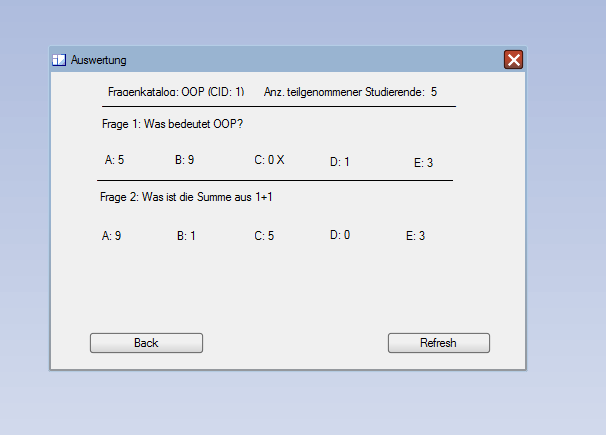 Auswertung
Fragenkatalog: OOP (CID: 1) Anz. teilgenommener Studierende: 5
Frage 1: Was bedeutet OOP?
A: 5 B: 9 C: 0 X D: 1 E: 3
Frage 2: Was ist die Summe aus 1+1
A: 9 B: 1 C: 5 D: 0 E: 3
Back Refresh